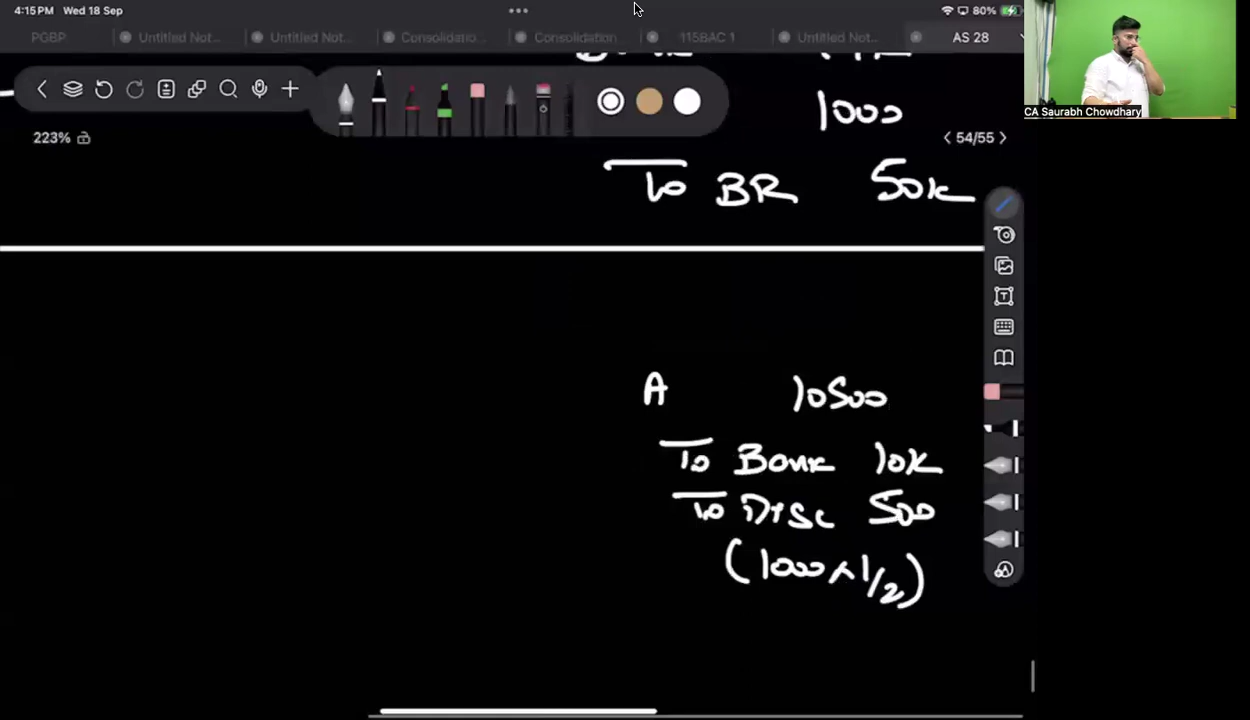 4:15 PM Wed 18 Sep
80%
PGBP Untitled Not... Untitled Not... Consolidatio... Consolidation 115BAC 1 Untitled Not... AS 28
CA Saurabh Chowdhary
1000
223%
54/55
To BR 50k
A 10500
To Bank 10k
To Disc 500
(1000 x 1/2)